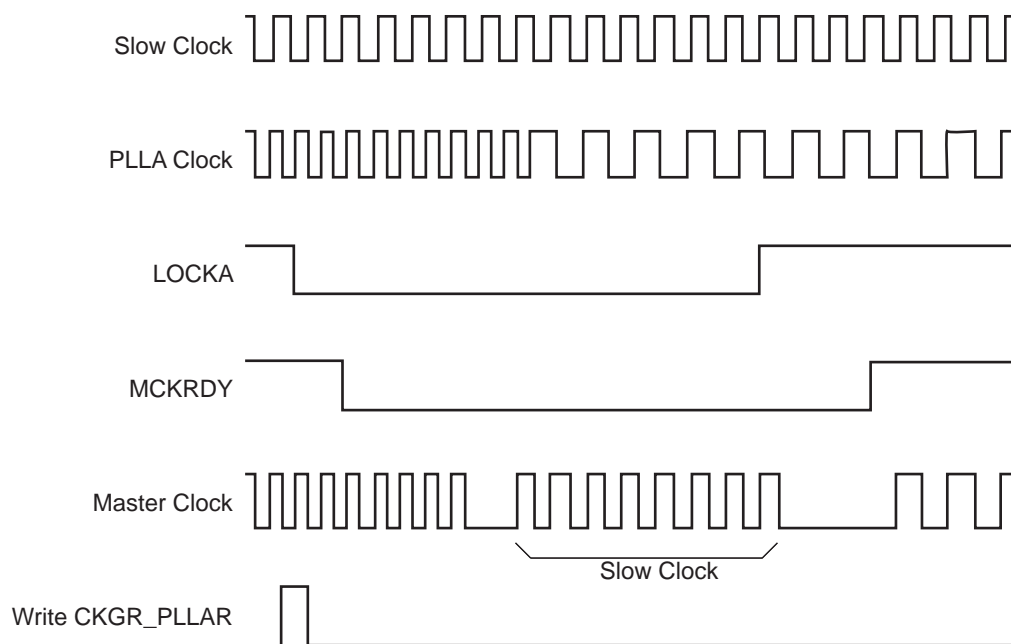 Slow Clock
PLLA Clock
LOCKA
MCKRDY
Master Clock
Slow Clock
Write CKGR_PLLAR